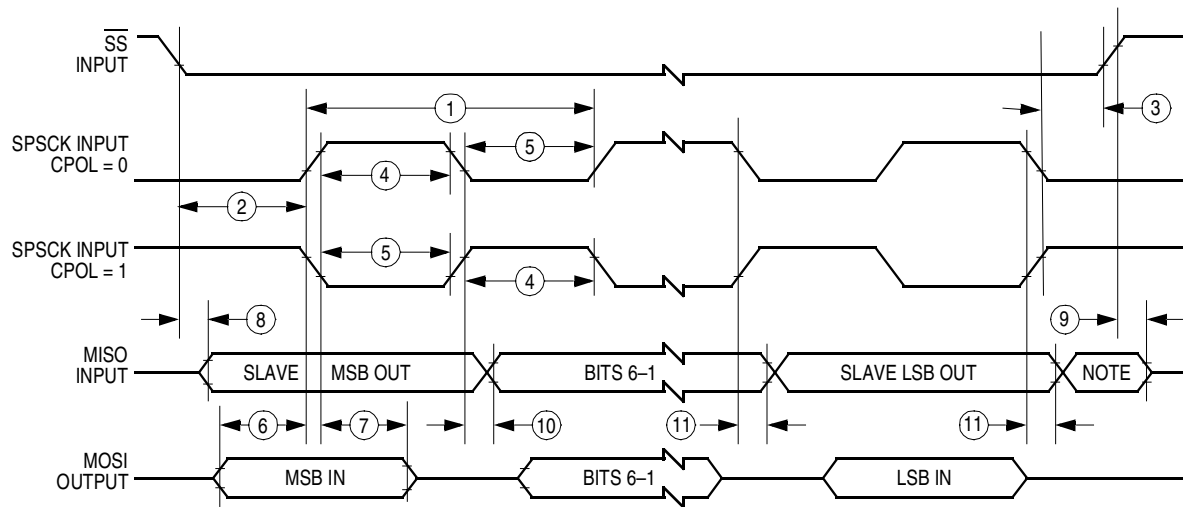 SS
INPUT
1
3
SPSCK INPUT
CPOL = 0
5
4
2
SPSCK INPUT
CPOL = 1
5
4
8
9
MISO
INPUT
SLAVE MSB OUT
BITS 6–1
SLAVE LSB OUT
NOTE
6
7
10
11
11
MOSI
OUTPUT
MSB IN
BITS 6–1
LSB IN